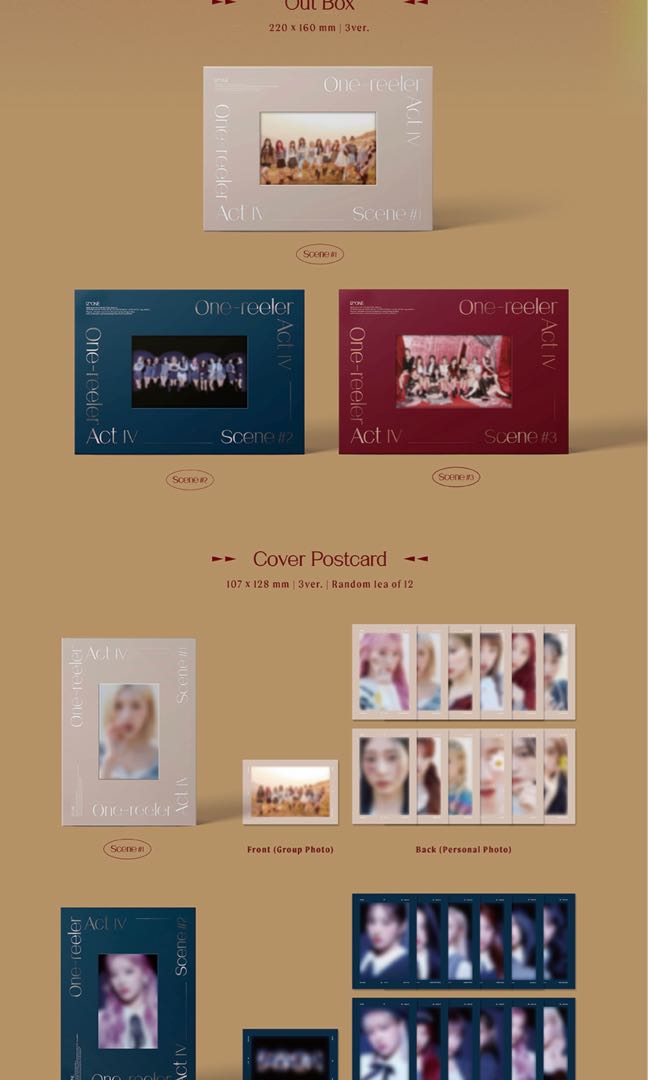 Out Box
220 x 160 mm | 3ver.
One-reeler
One-reeler
Act IV
Act IV
Scene #1
Scene #1
IZ*ONE
One-reeler
One-reeler
Act IV
Act IV
Scene #2
IZ*ONE
One-reeler
One-reeler
Act IV
Act IV
Scene #3
Scene #2
Scene #3
Cover Postcard
107 x 128 mm | 3ver. | Random 1ea of 12
Act IV
One-reeler
Scene #1
Act IV
One-reeler
Scene #1
Front (Group Photo)
Back (Personal Photo)
Act IV
One-reeler
Scene #2
Act IV
One-reeler